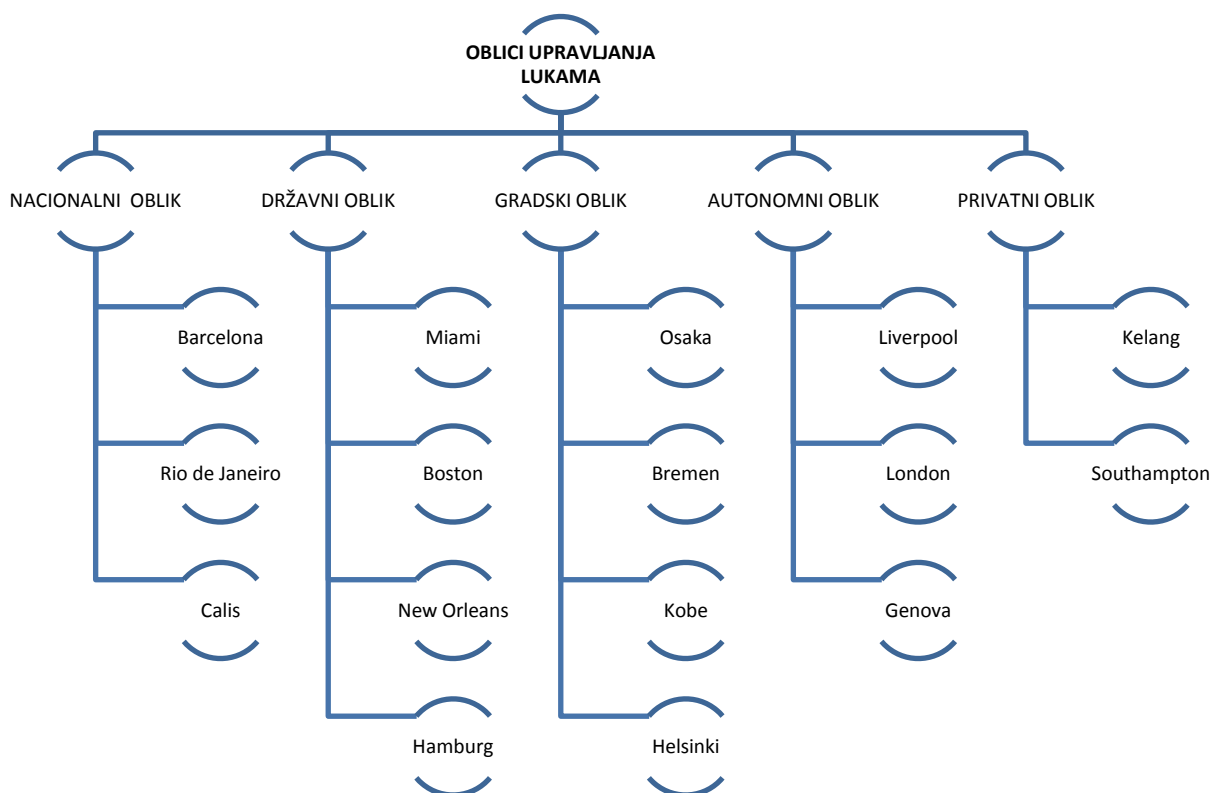 OBLICI UPRAVLJANJA
LUKAMA
NACIONALNI OBLIK
DRŽAVNI OBLIK
GRADSKI OBLIK
AUTONOMNI OBLIK
PRIVATNI OBLIK
Barcelona
Miami
Osaka
Liverpool
Kelang
Rio de Janeiro
Boston
Bremen
London
Southampton
Calis
New Orleans
Kobe
Genova
Hamburg
Helsinki